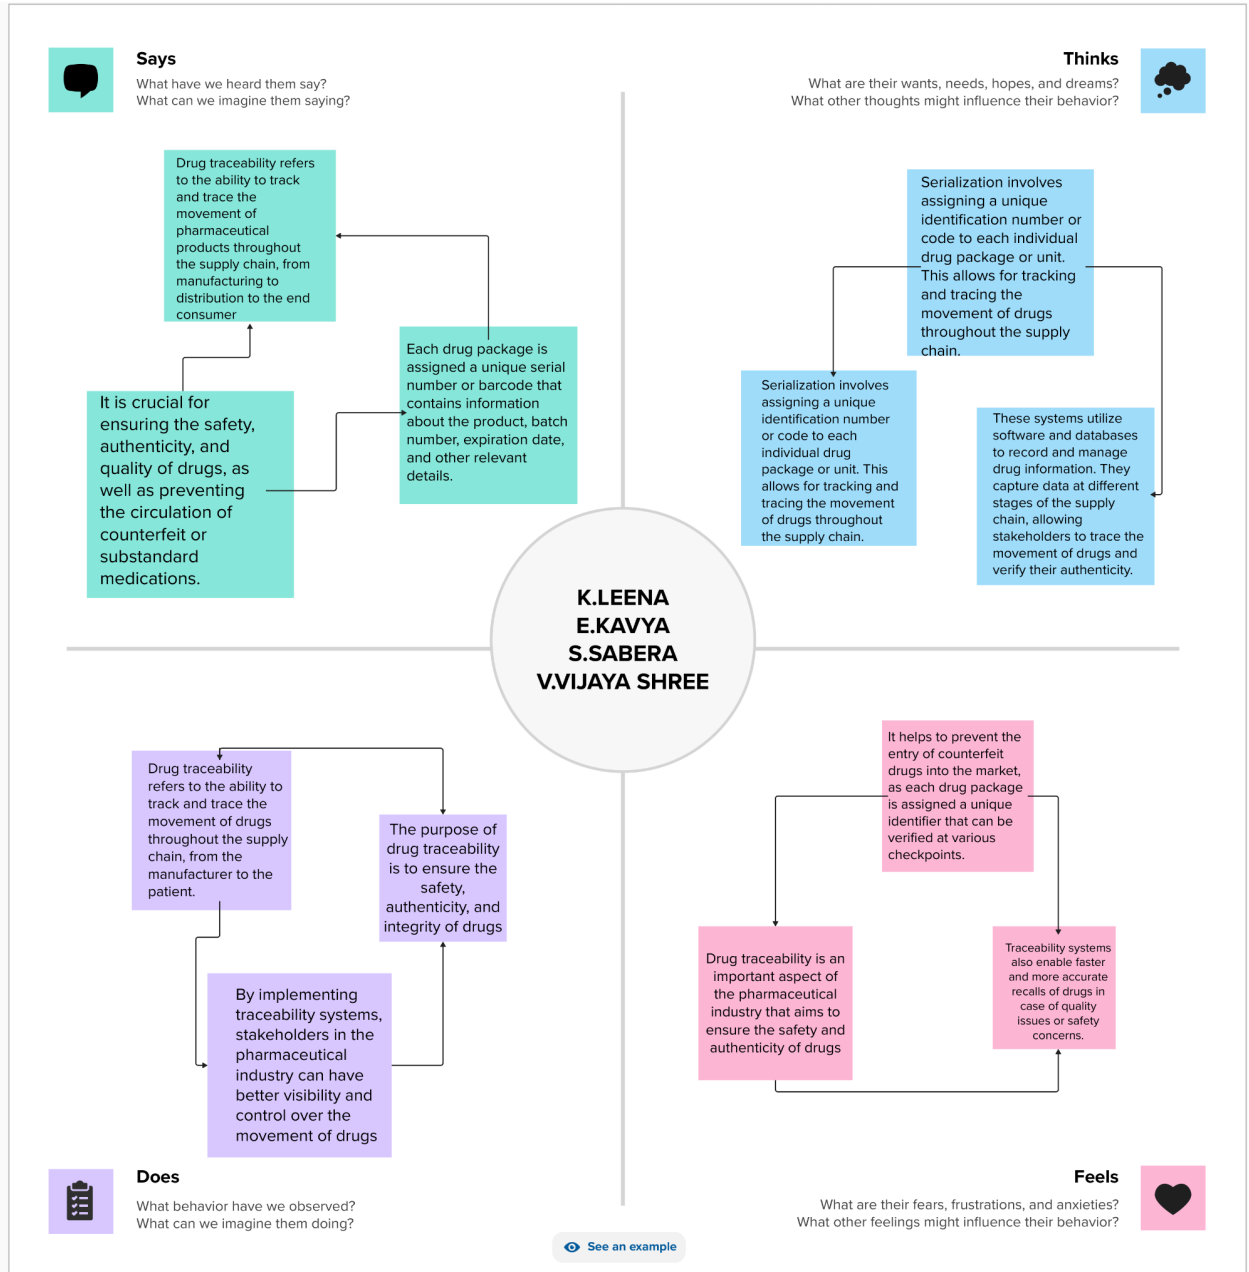 Says
What have we heard them say?
What can we imagine them saying?
Drug traceability refers
to the ability to track
and trace the
movement of
pharmaceutical
products throughout
the supply chain, from
manufacturing to
distribution to the end
consumer
Each drug package is
assigned a unique serial
number or barcode that
contains information
about the product, batch
number, expiration date,
and other relevant
details.
It is crucial for
ensuring the safety,
authenticity, and
quality of drugs, as
well as preventing
the circulation of
counterfeit or
substandard
medications.
Thinks
What are their wants, needs, hopes, and dreams?
What other thoughts might influence their behavior?
Serialization involves
assigning a unique
identification number or
code to each individual
drug package or unit.
This allows for tracking
and tracing the
movement of drugs
throughout the supply
chain.
Serialization involves
assigning a unique
identification number
or code to each
individual drug
package or unit. This
allows for tracking and
tracing the movement
of drugs throughout
the supply chain.
These systems utilize
software and databases
to record and manage
drug information. They
capture data at different
stages of the supply
chain, allowing
stakeholders to trace the
movement of drugs and
verify their authenticity.
K.LEENA
E.KAVYA
S.SABERA
V.VIJAYA SHREE
Drug traceability
refers to the ability to
track and trace the
movement of drugs
throughout the supply
chain, from the
manufacturer to the
patient.
The purpose of
drug traceability
is to ensure the
safety,
authenticity, and
integrity of drugs
By implementing
traceability systems,
stakeholders in the
pharmaceutical
industry can have
better visibility and
control over the
movement of drugs
Does
What behavior have we observed?
What can we imagine them doing?
It helps to prevent the
entry of counterfeit
drugs into the market,
as each drug package
is assigned a unique
identifier that can be
verified at various
checkpoints.
Drug traceability is an
important aspect of
the pharmaceutical
industry that aims to
ensure the safety and
authenticity of drugs
Traceability systems
also enable faster
and more accurate
recalls of drugs in
case of quality
issues or safety
concerns.
Feels
What are their fears, frustrations, and anxieties?
What other feelings might influence their behavior?
See an example